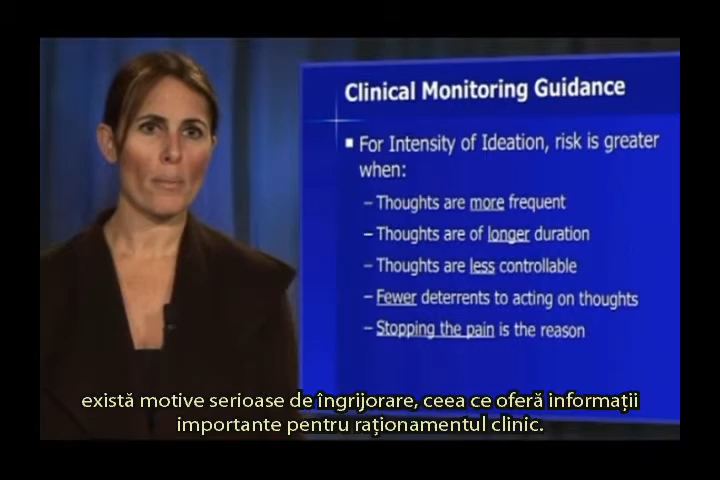 Clinical Monitoring Guidance
For Intensity of Ideation, risk is greater
when:
– Thoughts are more frequent
– Thoughts are of longer duration
– Thoughts are less controllable
– Fewer deterrents to acting on thoughts
– Stopping the pain is the reason
există motive serioase de îngrijorare, ceea ce oferă informații
importante pentru raționamentul clinic.